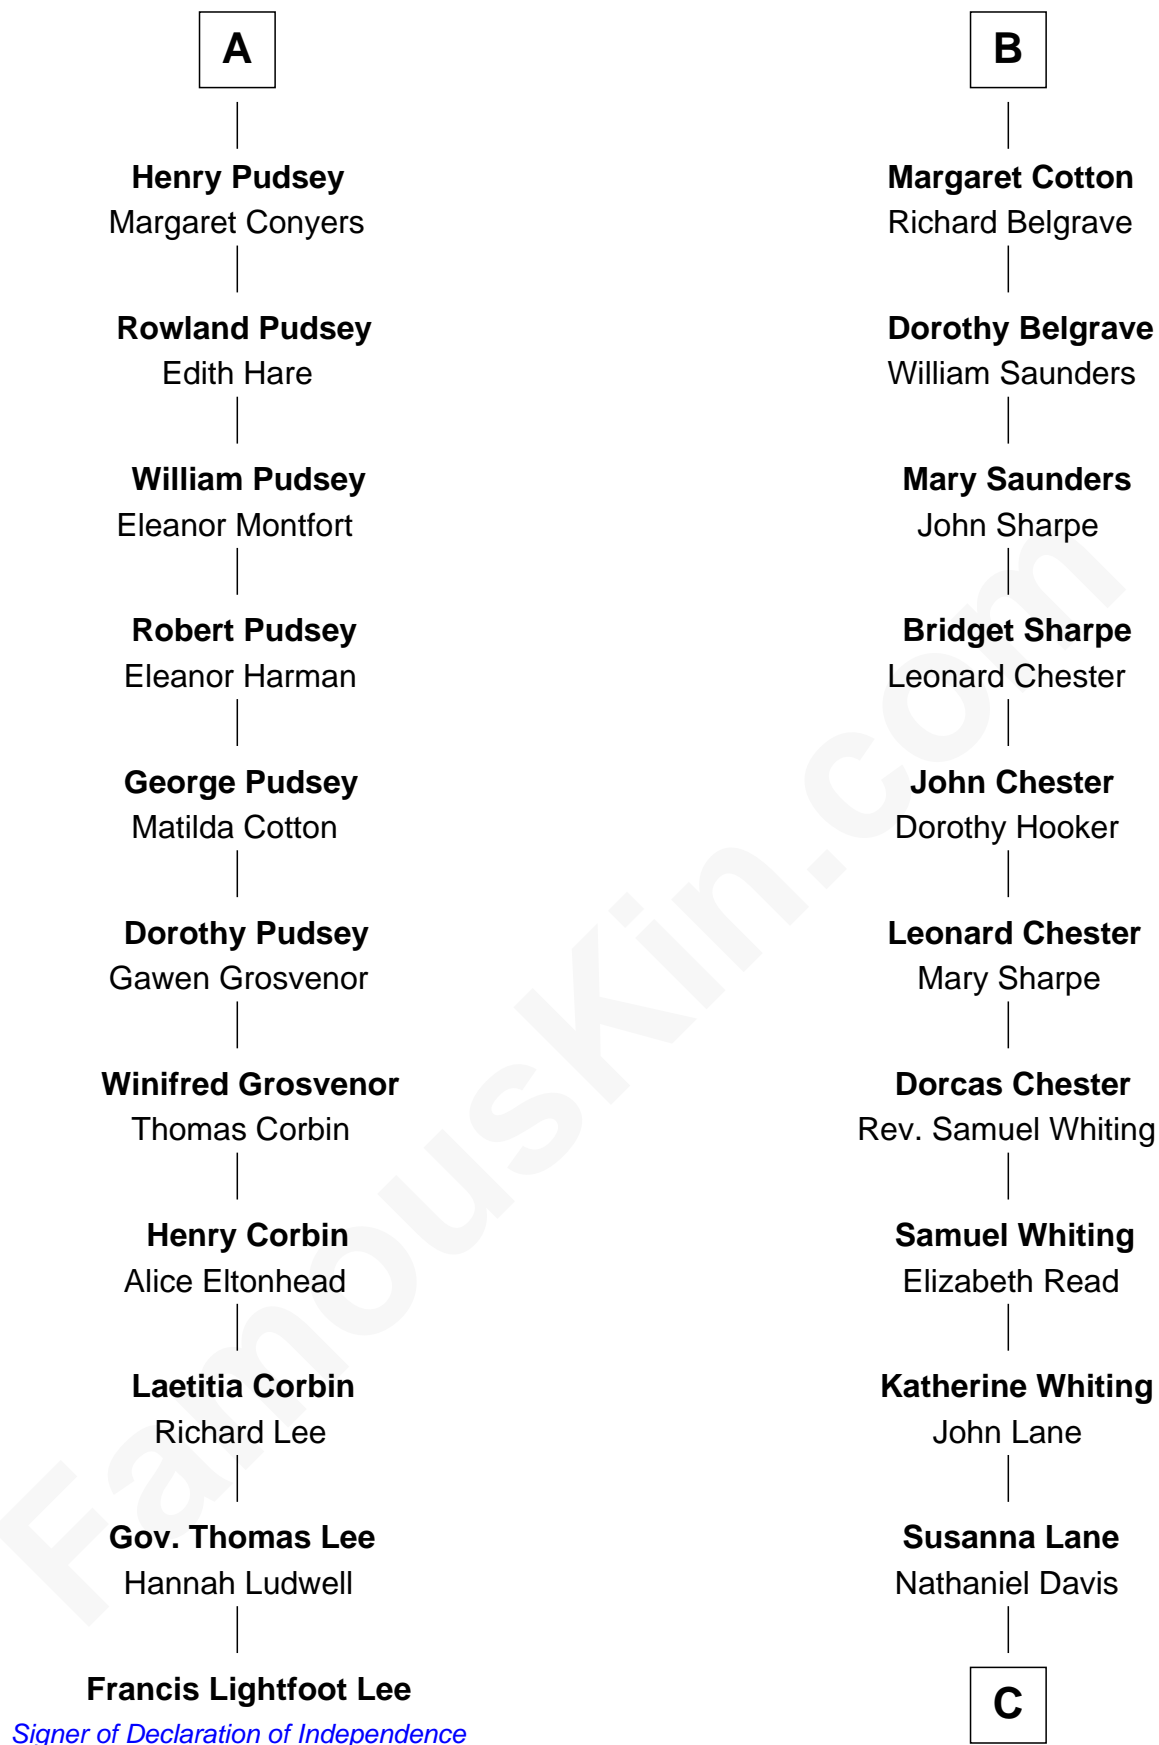 A
Henry Pudsey
Margaret Conyers
Rowland Pudsey
Edith Hare
William Pudsey
Eleanor Montfort
Robert Pudsey
Eleanor Harman
George Pudsey
Matilda Cotton
Dorothy Pudsey
Gawen Grosvenor
Winifred Grosvenor
Thomas Corbin
Henry Corbin
Alice Eltonhead
Laetitia Corbin
Richard Lee
Gov. Thomas Lee
Hannah Ludwell
Francis Lightfoot Lee
Signer of Declaration of Independence
B
Margaret Cotton
Richard Belgrave
Dorothy Belgrave
William Saunders
Mary Saunders
John Sharpe
Bridget Sharpe
Leonard Chester
John Chester
Dorothy Hooker
Leonard Chester
Mary Sharpe
Dorcas Chester
Rev. Samuel Whiting
Samuel Whiting
Elizabeth Read
Katherine Whiting
John Lane
Susanna Lane
Nathaniel Davis
C
FamousKin.com